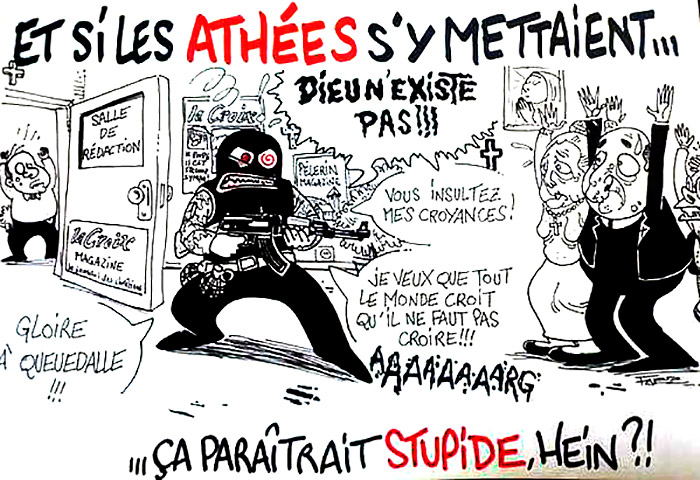 ET SI LES ATHÉES S'Y METTAIENT...
DIEU N'EXISTE
PAS!!!
SALLE
DE
RÉDACTION
la Croix
PÈLERIN
MAGAZINE
VOUS INSULTEZ
MES CROYANCES!
la Croix
MAGAZINE
JE VEUX QUE TOUT
LE MONDE CROIT
QU'IL NE FAUT PAS
CROIRE!!!
AAAAAAAARG
GLOIRE
À QUEUEDALLE
!!!
...ÇA PARAÎTRAIT STUPIDE, HEIN?!